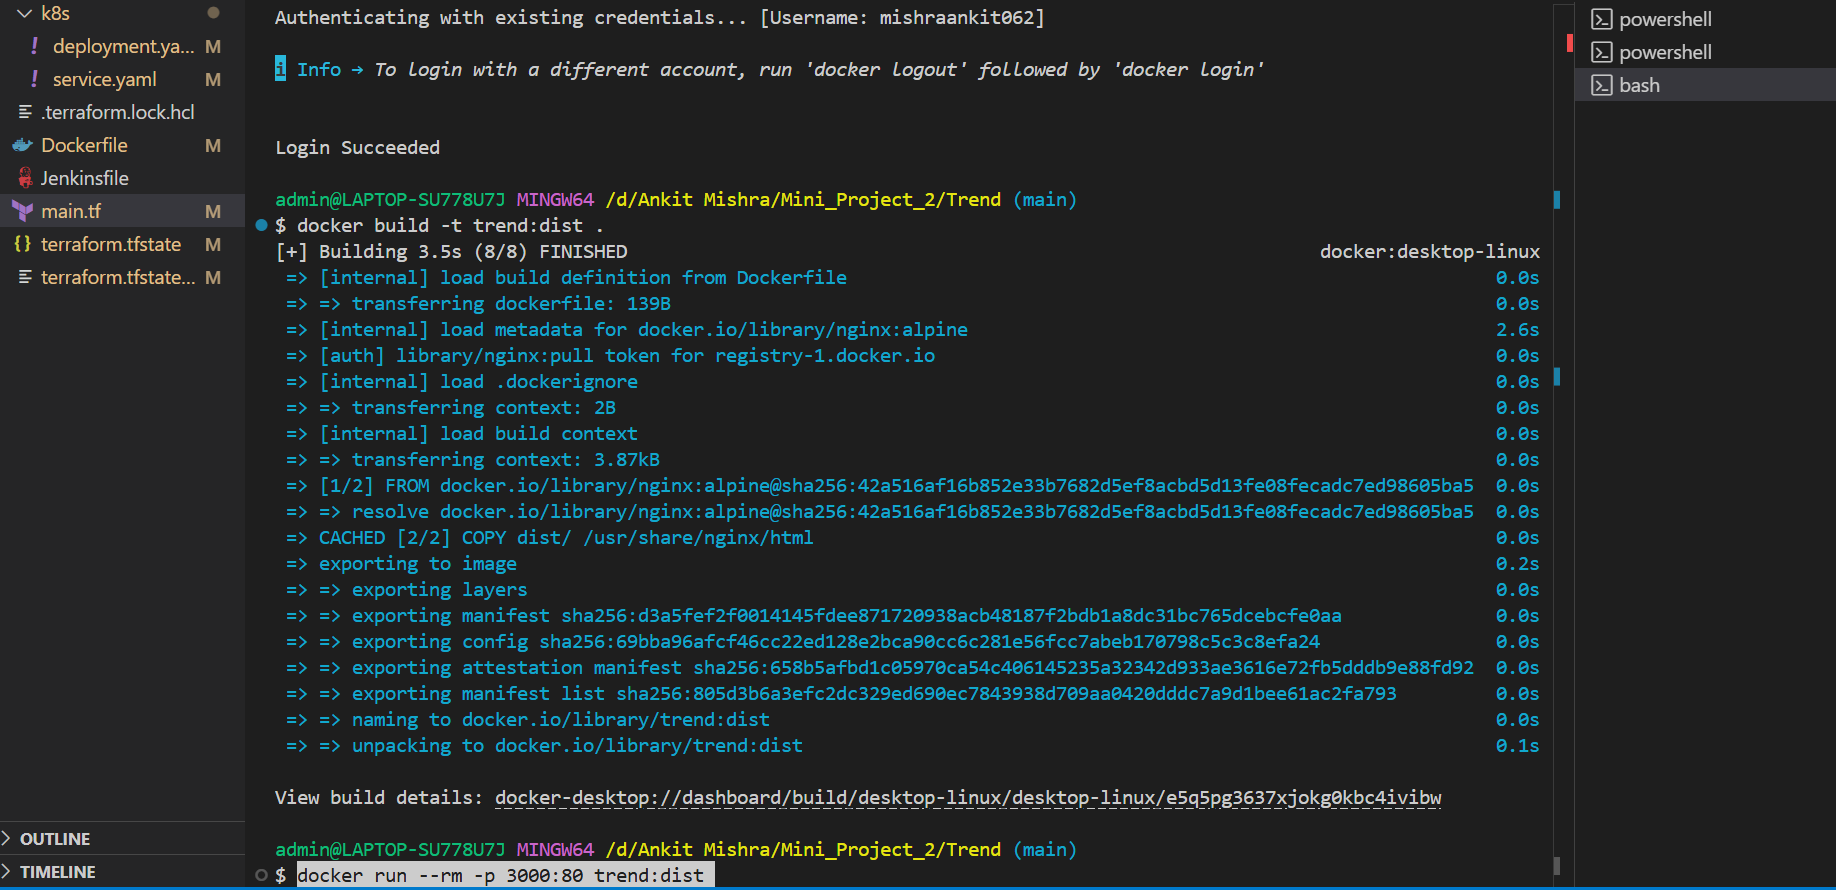 k8s
deployment.ya... M
service.yaml M
.terraform.lock.hcl
Dockerfile M
Jenkinsfile
main.tf M
terraform.tfstate M
terraform.tfstate... M
OUTLINE
TIMELINE
Authenticating with existing credentials... [Username: mishraankit062]
i Info → To login with a different account, run 'docker logout' followed by 'docker login'
Login Succeeded
admin@LAPTOP-SU778U7J MINGW64 /d/Ankit Mishra/Mini_Project_2/Trend (main)
$ docker build -t trend:dist .
[+] Building 3.5s (8/8) FINISHED docker:desktop-linux
=> [internal] load build definition from Dockerfile 0.0s
=> => transferring dockerfile: 139B 0.0s
=> [internal] load metadata for docker.io/library/nginx:alpine 2.6s
=> [auth] library/nginx:pull token for registry-1.docker.io 0.0s
=> [internal] load .dockerignore 0.0s
=> => transferring context: 2B 0.0s
=> [internal] load build context 0.0s
=> => transferring context: 3.87kB 0.0s
=> [1/2] FROM docker.io/library/nginx:alpine@sha256:42a516af16b852e33b7682d5ef8acbd5d13fe08fecadc7ed98605ba5 0.0s
=> => resolve docker.io/library/nginx:alpine@sha256:42a516af16b852e33b7682d5ef8acbd5d13fe08fecadc7ed98605ba5 0.0s
=> CACHED [2/2] COPY dist/ /usr/share/nginx/html 0.0s
=> exporting to image 0.2s
=> => exporting layers 0.0s
=> => exporting manifest sha256:d3a5fef2f0014145fdee871720938acb48187f2bdb1a8dc31bc765dcebcfe0aa 0.0s
=> => exporting config sha256:69bba96afcf46cc22ed128e2bca90cc6c281e56fcc7abeb170798c5c3c8efa24 0.0s
=> => exporting attestation manifest sha256:658b5afbd1c05970ca54c406145235a32342d933ae3616e72fb5dddb9e88fd92 0.0s
=> => exporting manifest list sha256:805d3b6a3efc2dc329ed690ec7843938d709aa0420dddc7a9d1bee61ac2fa793 0.0s
=> => naming to docker.io/library/trend:dist 0.0s
=> => unpacking to docker.io/library/trend:dist 0.1s
View build details: docker-desktop://dashboard/build/desktop-linux/desktop-linux/e5q5pg3637xjokg0kbc4ivibw
admin@LAPTOP-SU778U7J MINGW64 /d/Ankit Mishra/Mini_Project_2/Trend (main)
$ docker run --rm -p 3000:80 trend:dist
powershell
powershell
bash